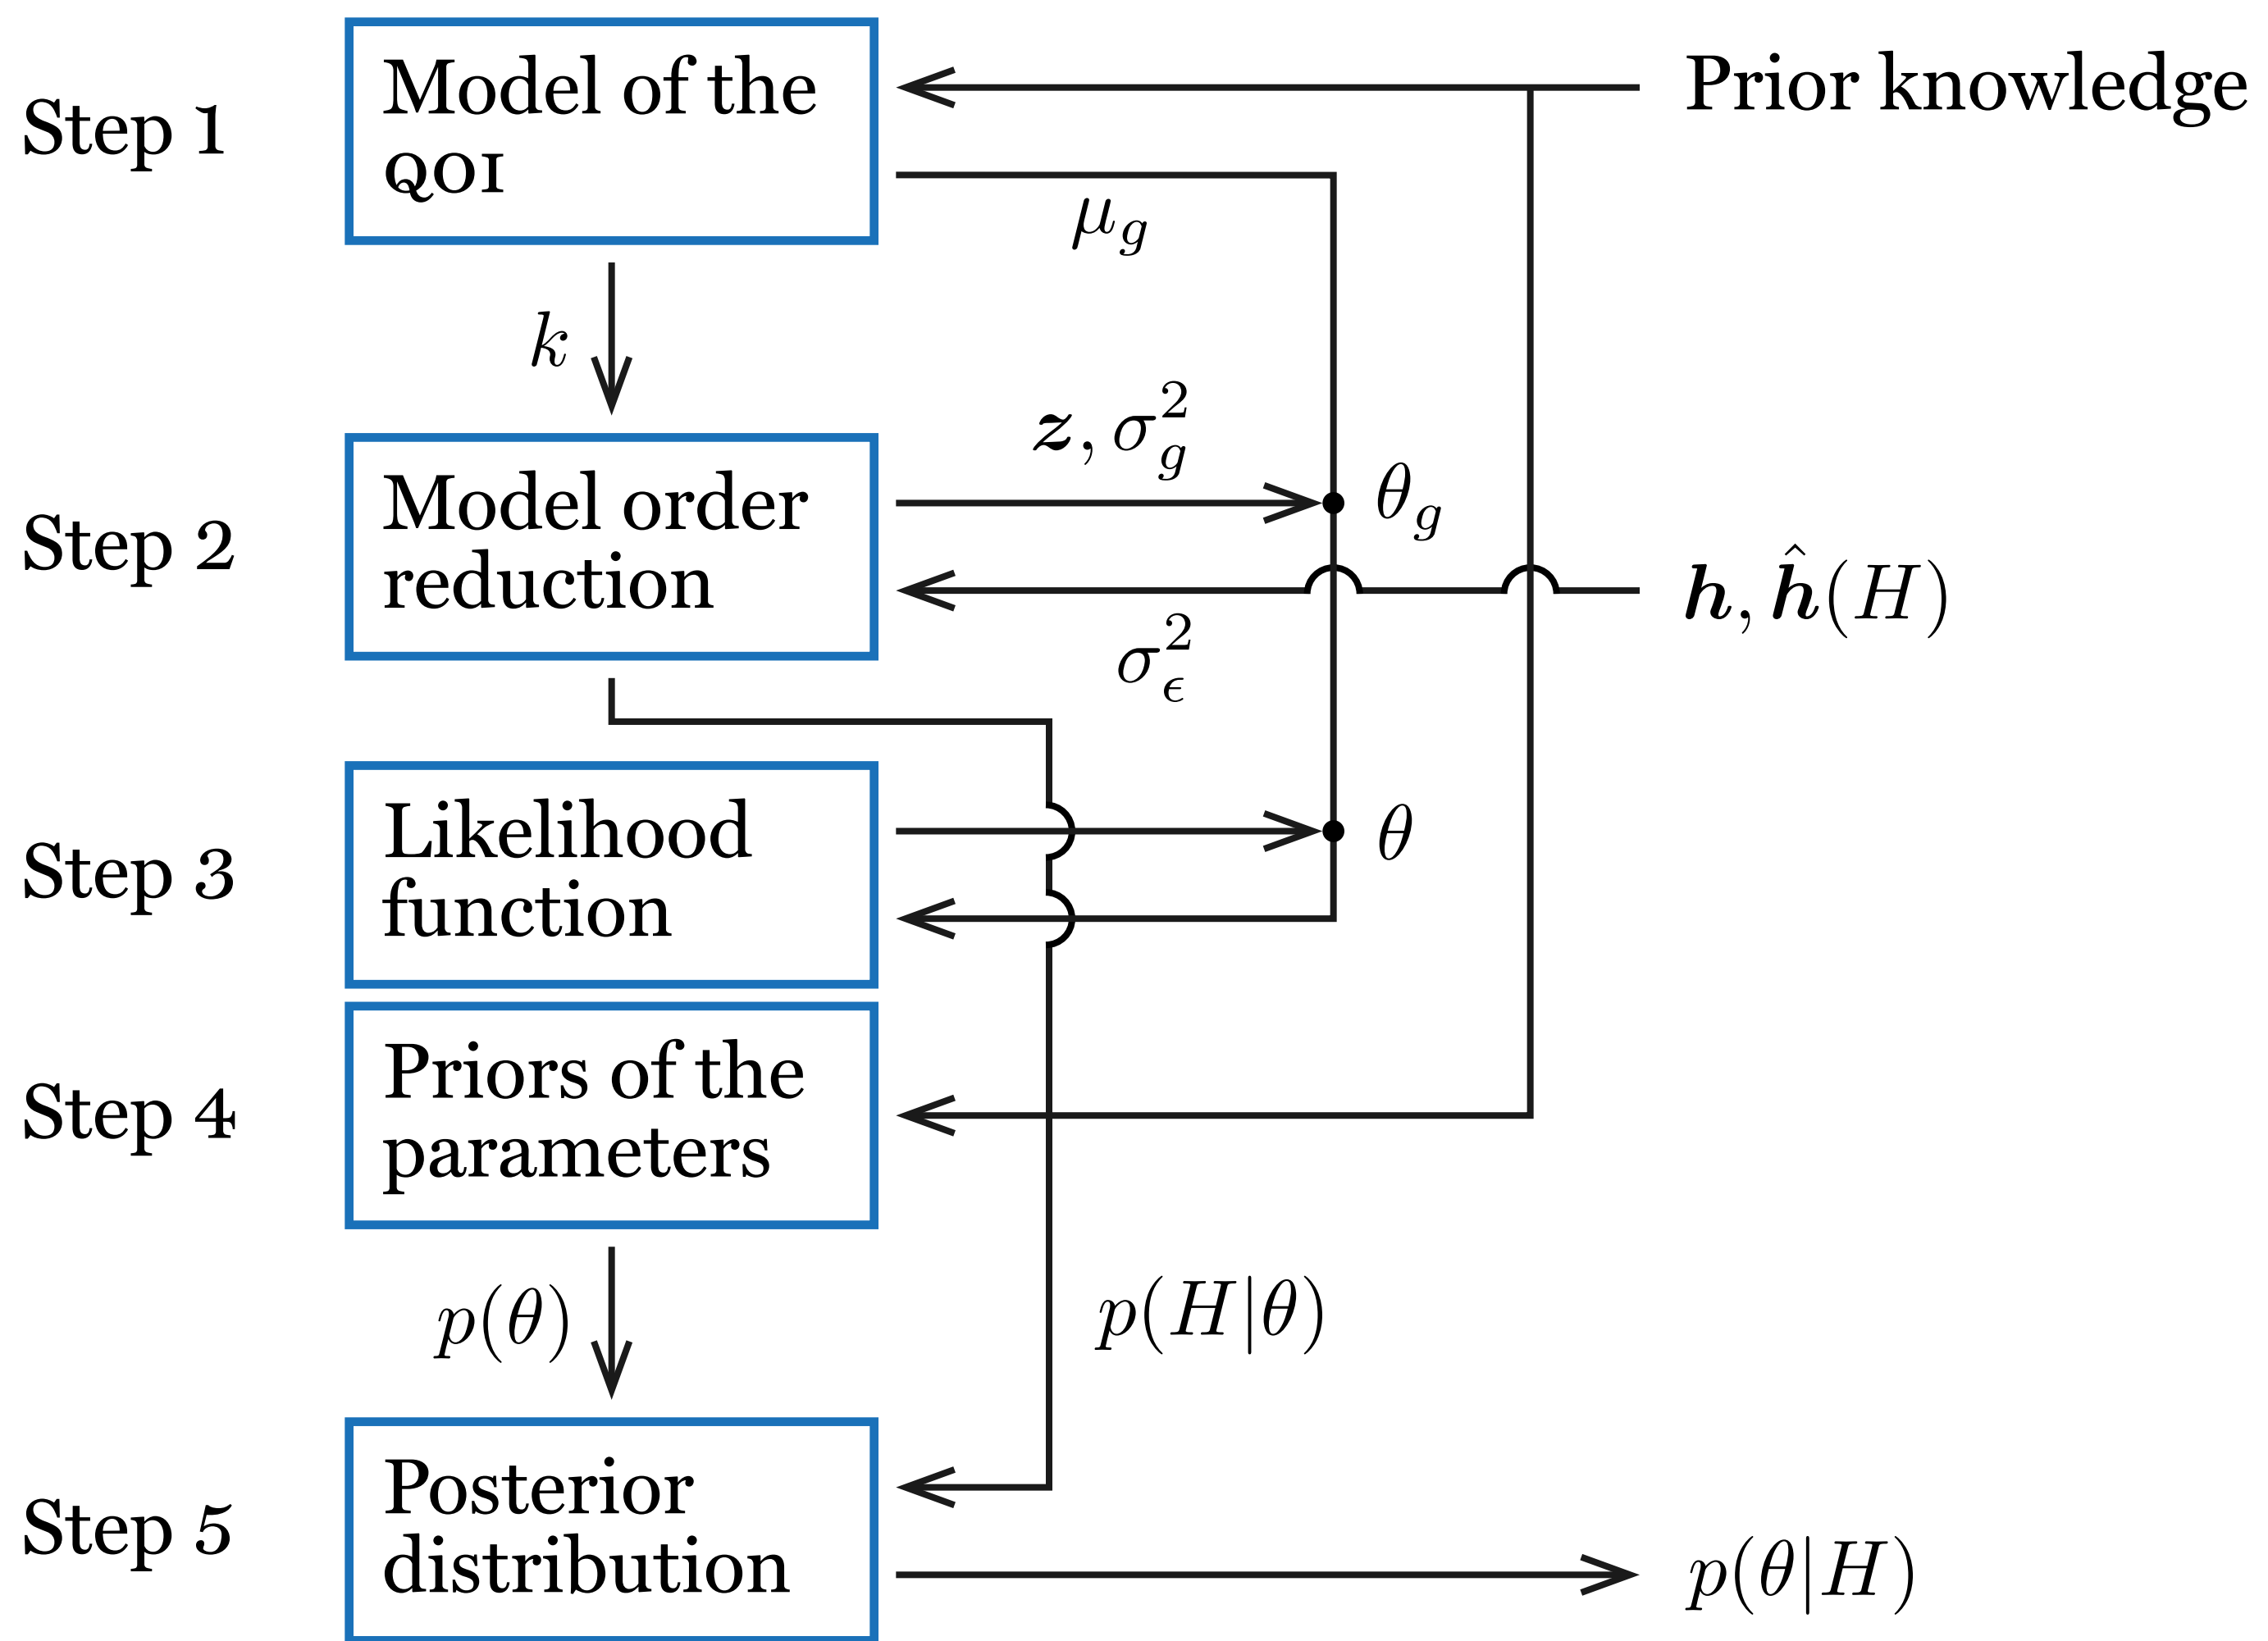 Step 1
Model of the
QOI
Prior knowledge
μ_g
k
z, σ_g^2
θ_g
Step 2
Model order
reduction
h, ĥ(H)
σ_ϵ^2
Step 3
Likelihood
function
θ
Step 4
Priors of the
parameters
p(θ)
p(H|θ)
Step 5
Posterior
distribution
p(θ|H)